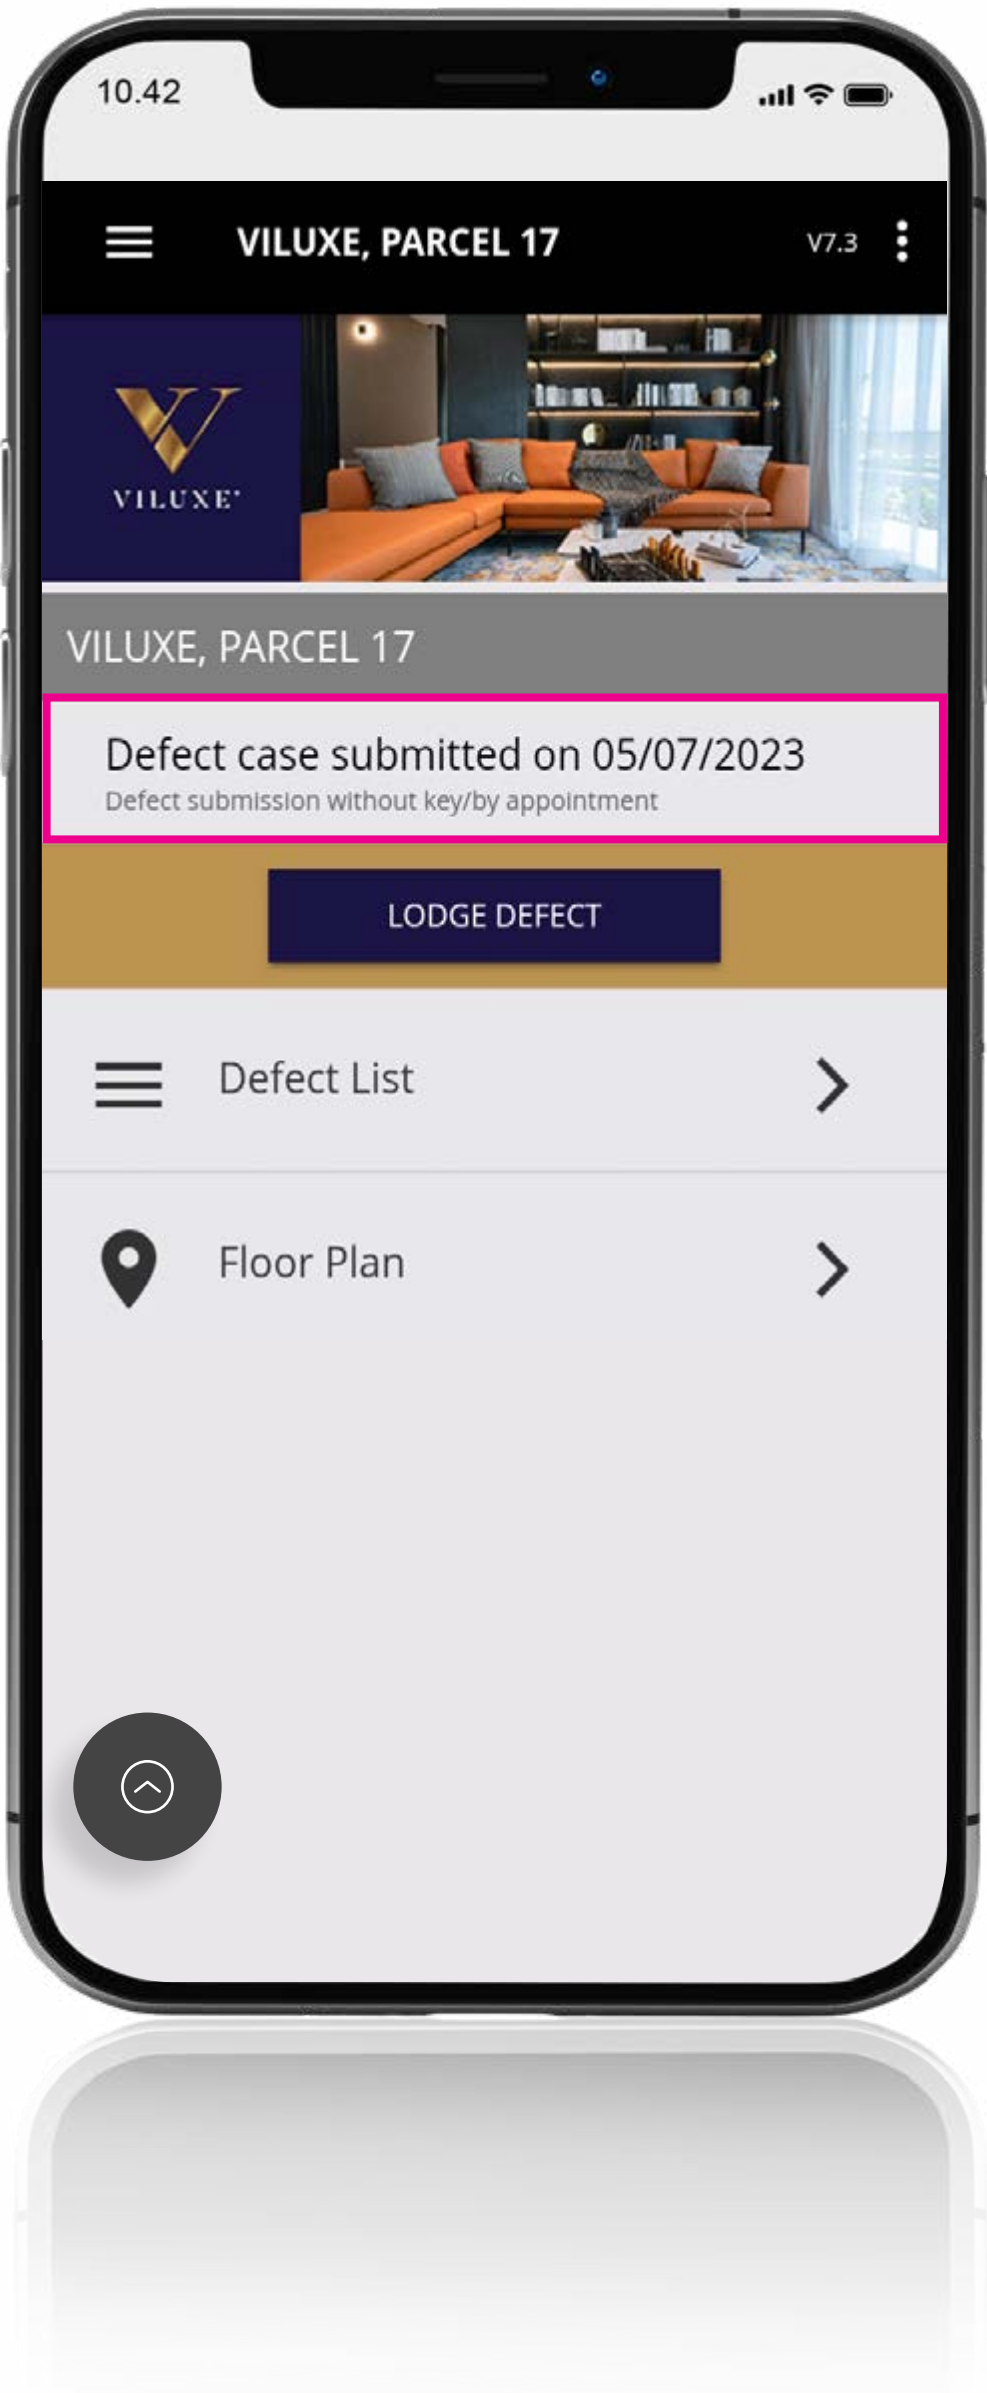 10.42
VILUXE, PARCEL 17
V7.3
VILUXE
VILUXE, PARCEL 17
Defect case submitted on 05/07/2023
Defect submission without key/by appointment
LODGE DEFECT
Defect List
Floor Plan